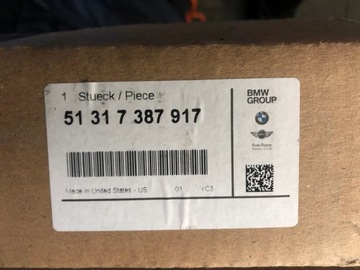 1 Stueck / Piece
51 31 7 387 917
Made in United States - US 01
BMW
GROUP